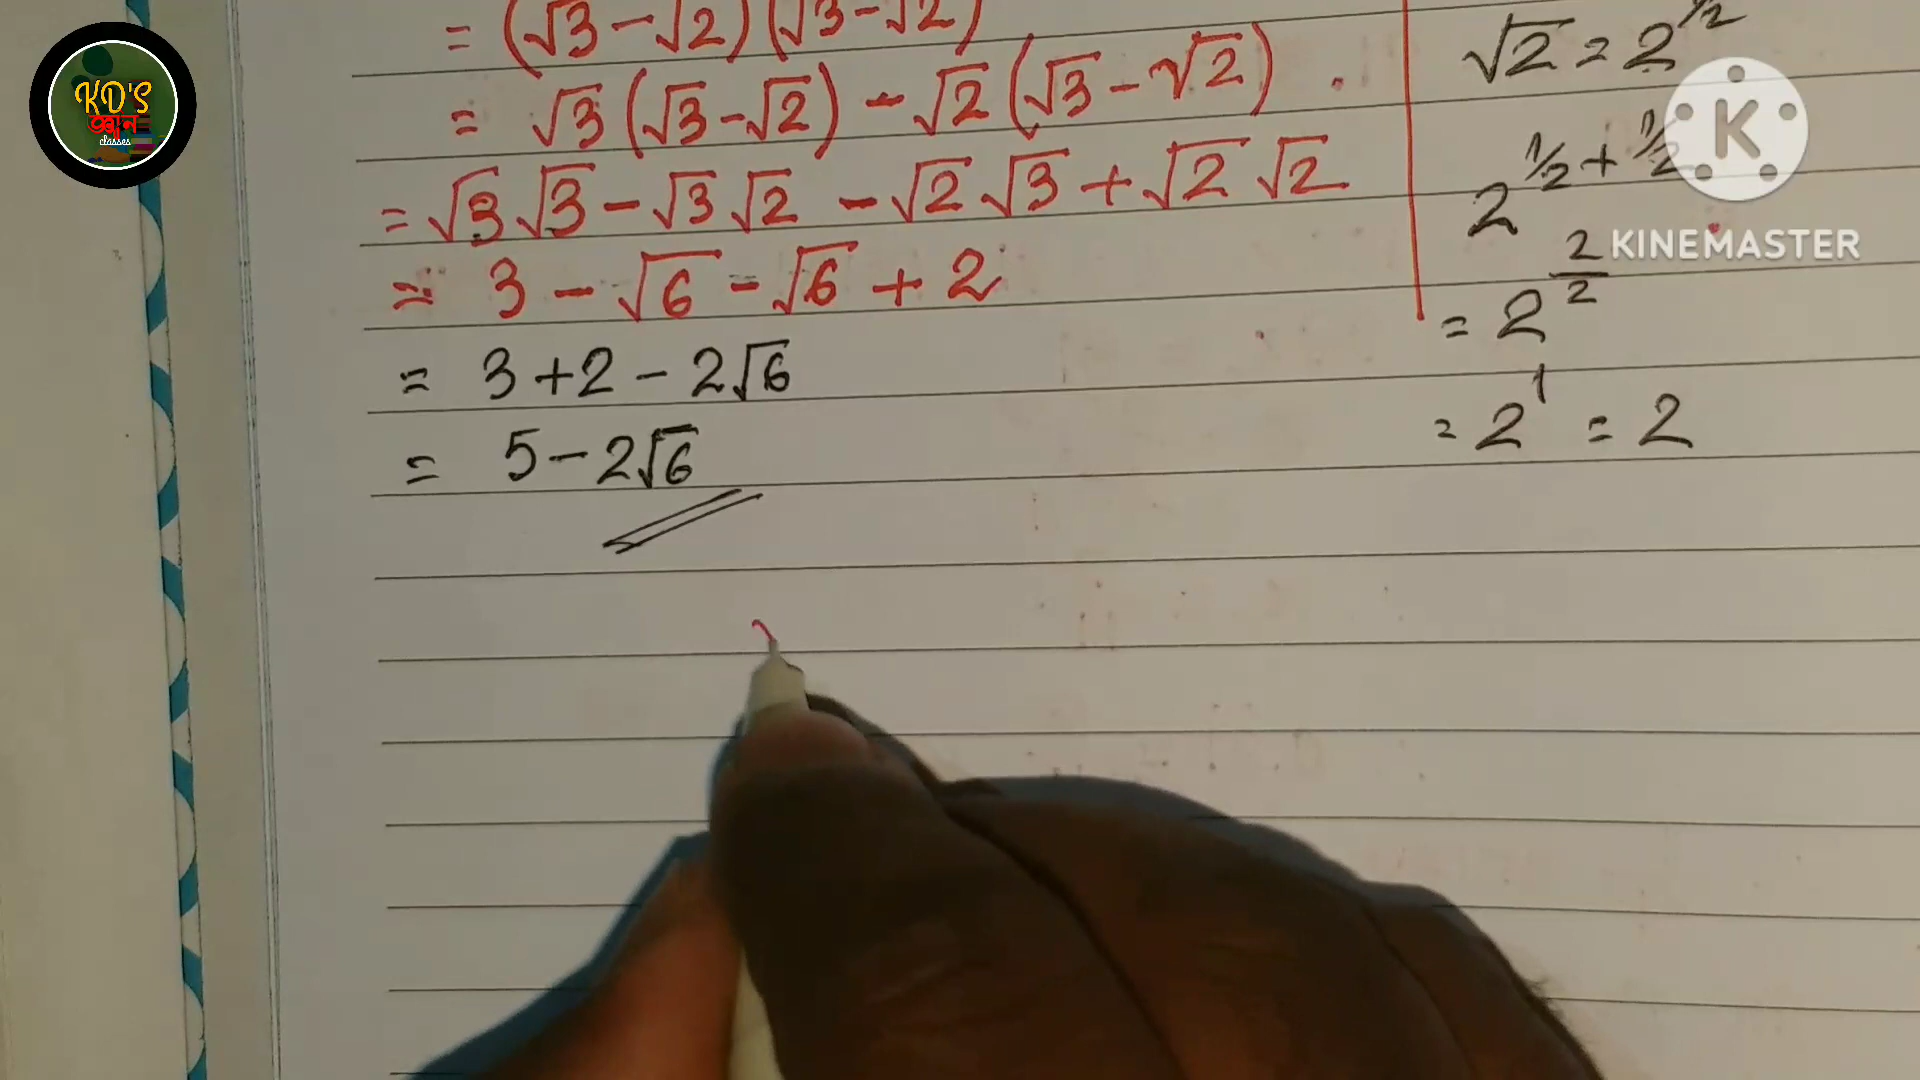 KD'S
জ্ঞান
classes
= (√3 - √2) (√3 - √2)
= √3 (√3 - √2) - √2 (√3 - √2) .
= √3 √3 - √3 √2 - √2 √3 + √2 √2
= 3 - √6 - √6 + 2
= 3 + 2 - 2√6
= 5 - 2√6
√2 = 2^1/2
2^1/2 + 1/2
= 2^2/2
= 2^1 = 2
K
KINEMASTER